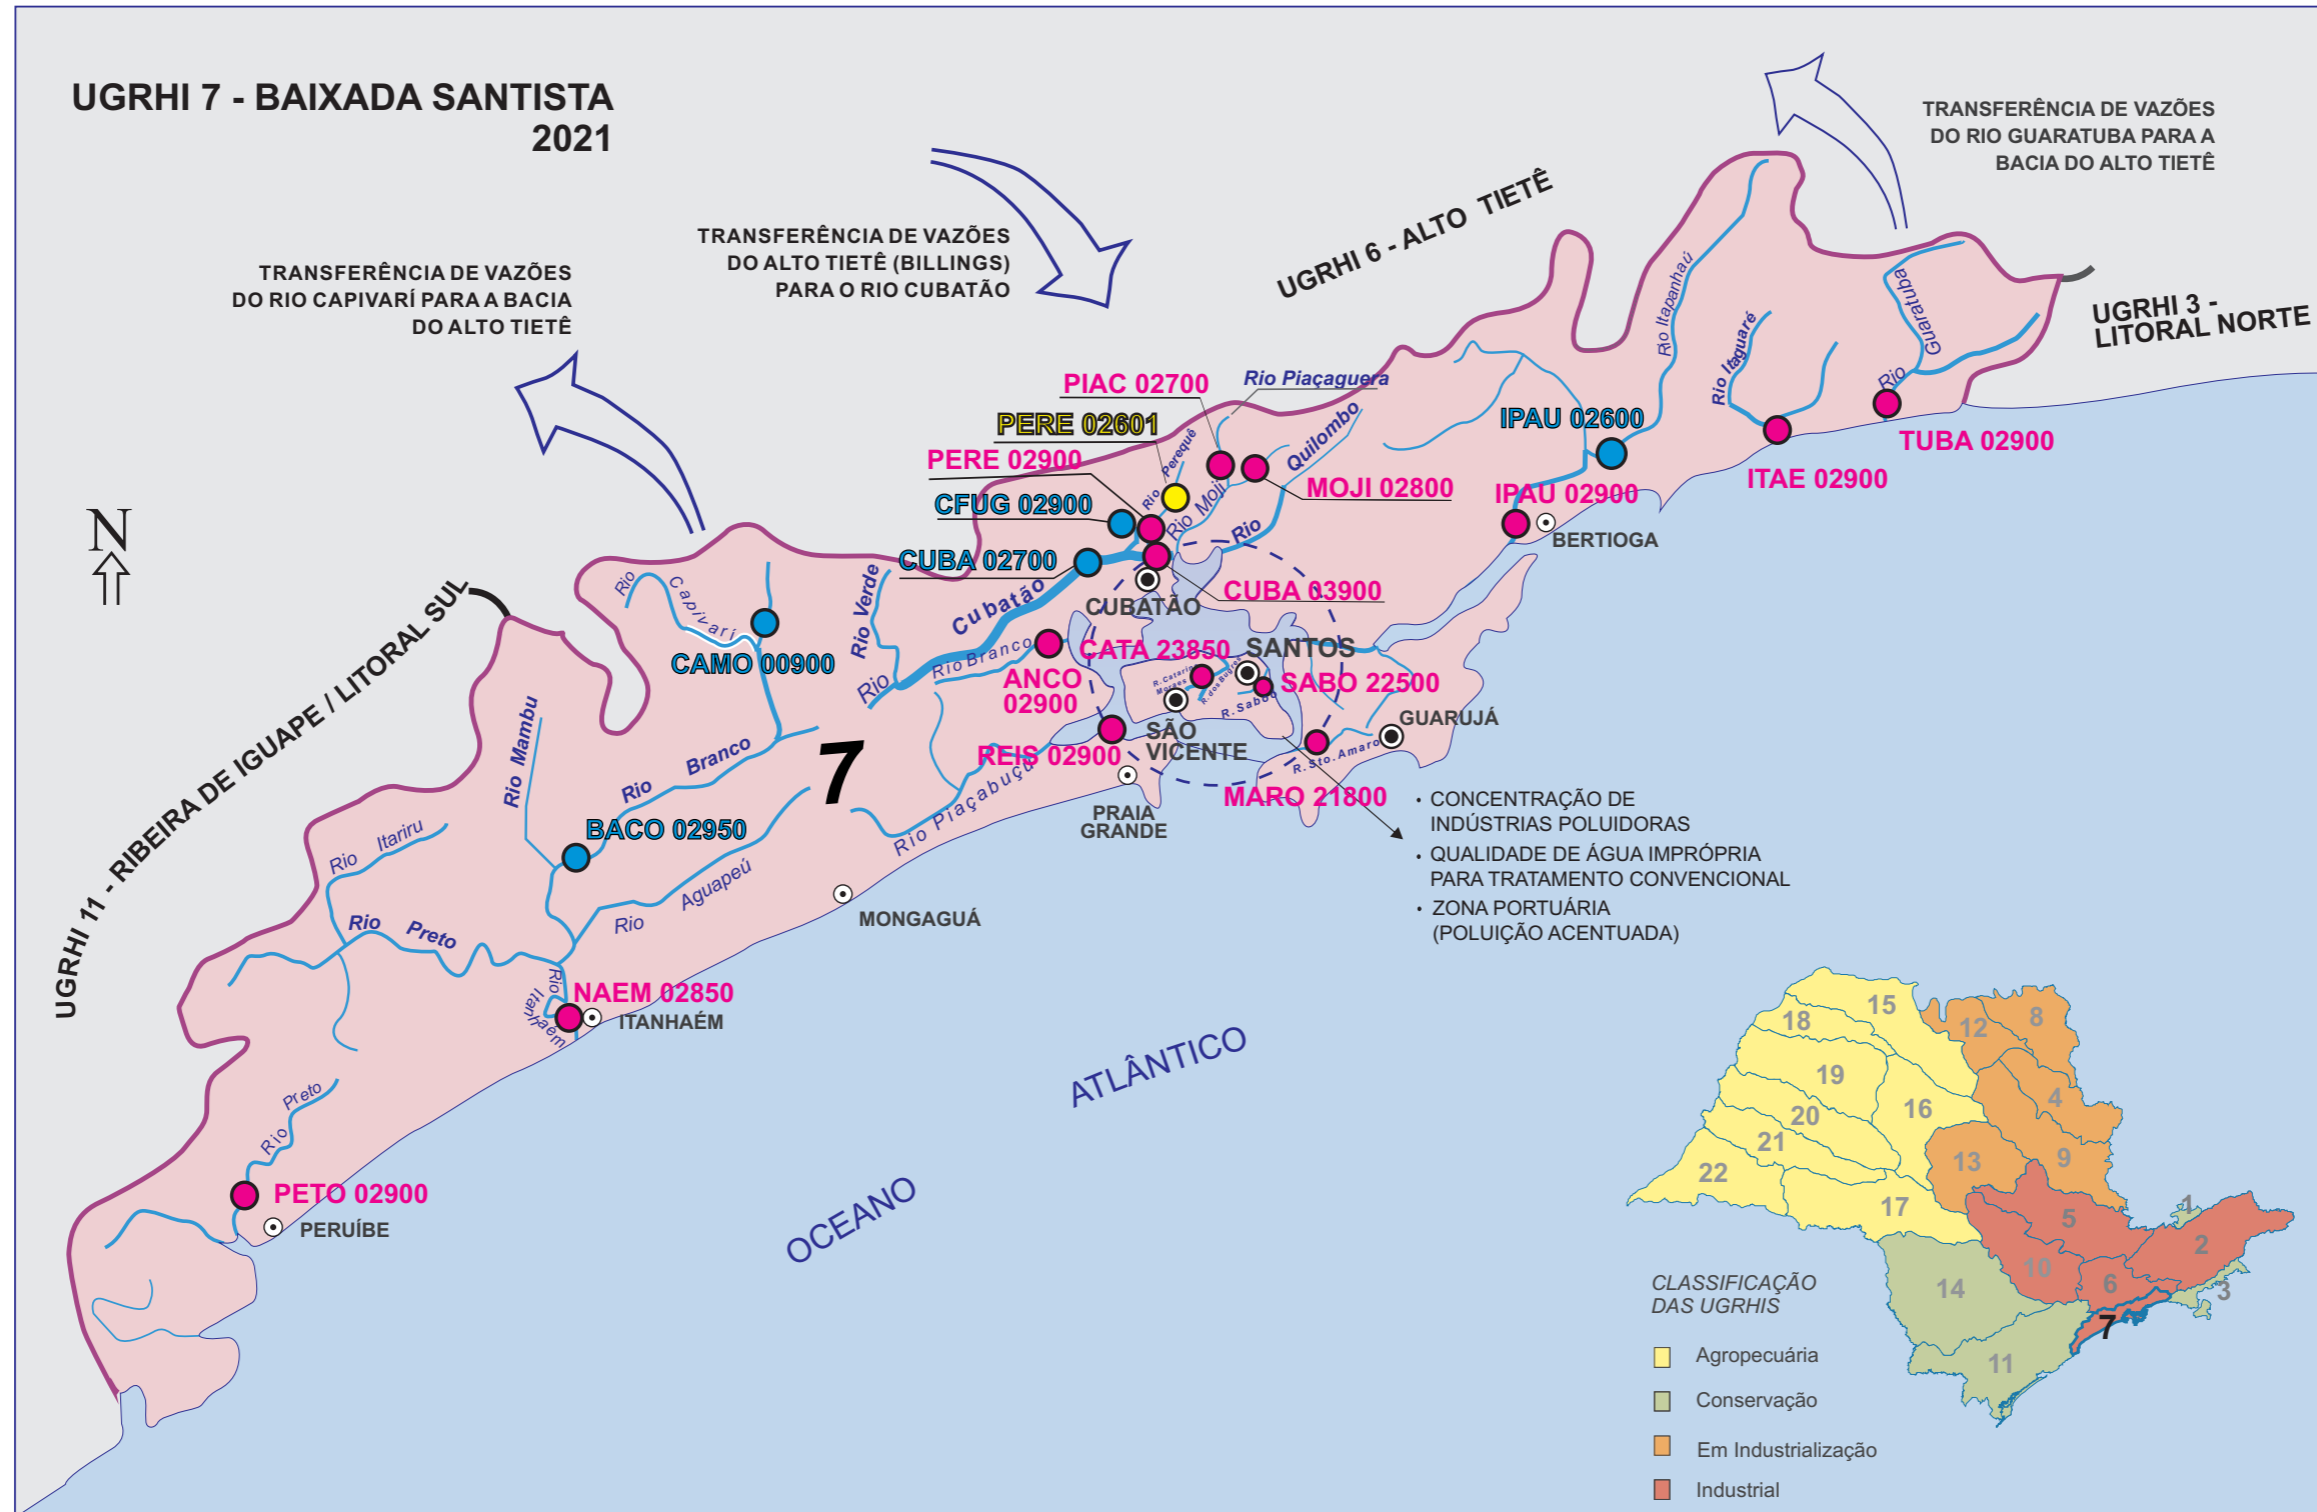 UGRHI 7 - BAIXADA SANTISTA
2021
TRANSFERÊNCIA DE VAZÕES
DO RIO CAPIVARÍ PARA A BACIA
DO ALTO TIETÊ
TRANSFERÊNCIA DE VAZÕES
DO ALTO TIETÊ (BILLINGS)
PARA O RIO CUBATÃO
TRANSFERÊNCIA DE VAZÕES
DO RIO GUARATUBA PARA A
BACIA DO ALTO TIETÊ
UGRHI 6 - ALTO TIETÊ
UGRHI 3 -
LITORAL NORTE
UGRHI 11 - RIBEIRA DE IGUAPE / LITORAL SUL
N
PIAC 02700
Rio Piaçaguera
PERE 02601
PERE 02900
CFUG 02900
CUBA 02700
Rio Perequê
Rio Moji
Rio Quilombo
MOJI 02800
CUBA 03900
IPAU 02600
IPAU 02900
BERTIOGA
Rio Itapanhaú
Rio Itaguaré
ITAE 02900
Rio Guaratuba
TUBA 02900
CUBATÃO
Rio Cubatão
Rio Verde
Rio Branco
ANCO
02900
CATA 23850
SANTOS
R. Catarina
Moraes
R. dos Bugres
R. Saboó
SABO 22500
SÃO
VICENTE
REIS 02900
GUARUJÁ
R. Sto. Amaro
MARO 21800
PRAIA
GRANDE
Rio Piaçabuçu
Rio Capivarí
CAMO 00900
Rio Mambu
Rio Branco
7
BACO 02950
Rio Itariru
Rio Aguapeú
Rio Preto
MONGAGUÁ
Rio Itanhaém
NAEM 02850
ITANHAÉM
Rio Preto
PETO 02900
PERUÍBE
• CONCENTRAÇÃO DE
INDÚSTRIAS POLUIDORAS
• QUALIDADE DE ÁGUA IMPRÓPRIA
PARA TRATAMENTO CONVENCIONAL
• ZONA PORTUÁRIA
(POLUIÇÃO ACENTUADA)
OCEANO
ATLÂNTICO
15
18
12
8
19
16
4
20
21
13
9
22
17
5
1
2
10
6
14
3
7
11
CLASSIFICAÇÃO
DAS UGRHIS
Agropecuária
Conservação
Em Industrialização
Industrial